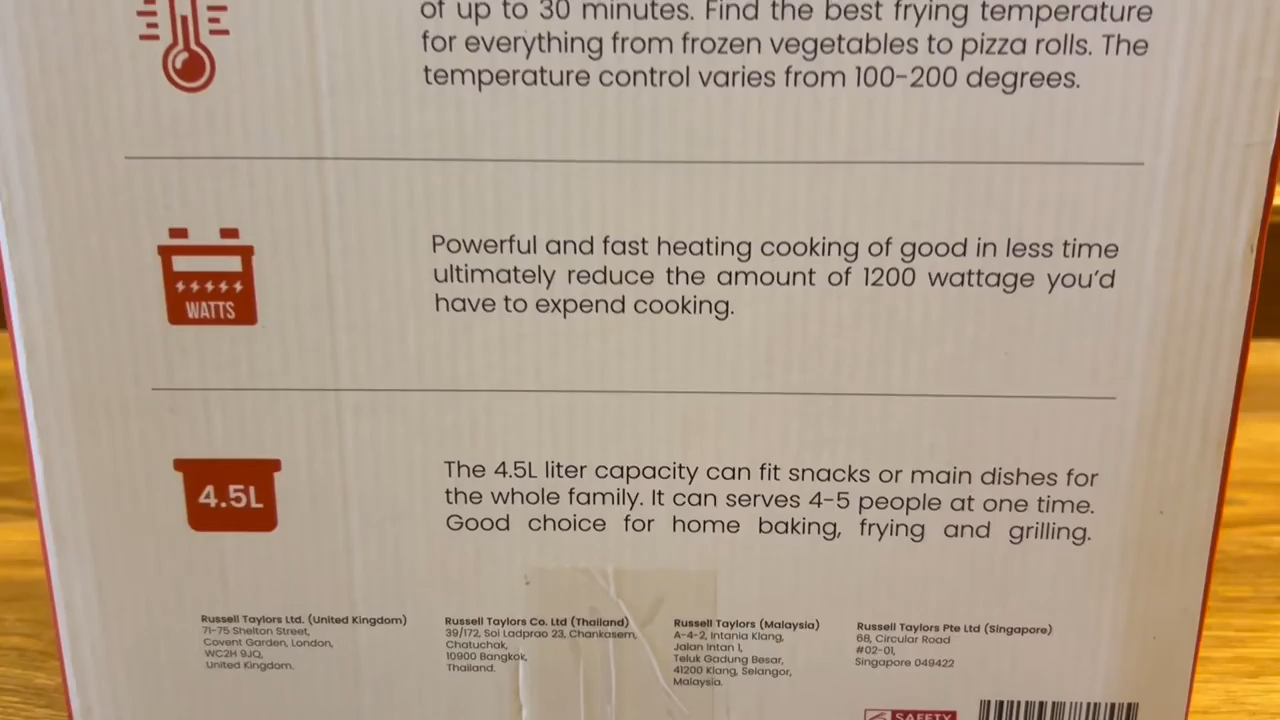 of up to 30 minutes. Find the best frying temperature
for everything from frozen vegetables to pizza rolls. The
temperature control varies from 100-200 degrees.
WATTS
Powerful and fast heating cooking of good in less time
ultimately reduce the amount of 1200 wattage you'd
have to expend cooking.
4.5L
The 4.5L liter capacity can fit snacks or main dishes for
the whole family. It can serves 4-5 people at one time.
Good choice for home baking, frying and grilling.
Russell Taylors Ltd. (United Kingdom)
71-75 Shelton Street,
Covent Garden, London,
WC2H 9JQ,
United Kingdom.
Russell Taylors Co. Ltd (Thailand)
39/172, Soi Ladprao 23, Chankasem,
Chatuchak,
10900 Bangkok,
Thailand.
Russell Taylors (Malaysia)
A-4-2, Intania Klang,
Jalan Intan 1,
Teluk Gadung Besar,
41200 Klang, Selangor,
Malaysia.
Russell Taylors Pte Ltd (Singapore)
68, Circular Road
#02-01,
Singapore 049422
SAFETY